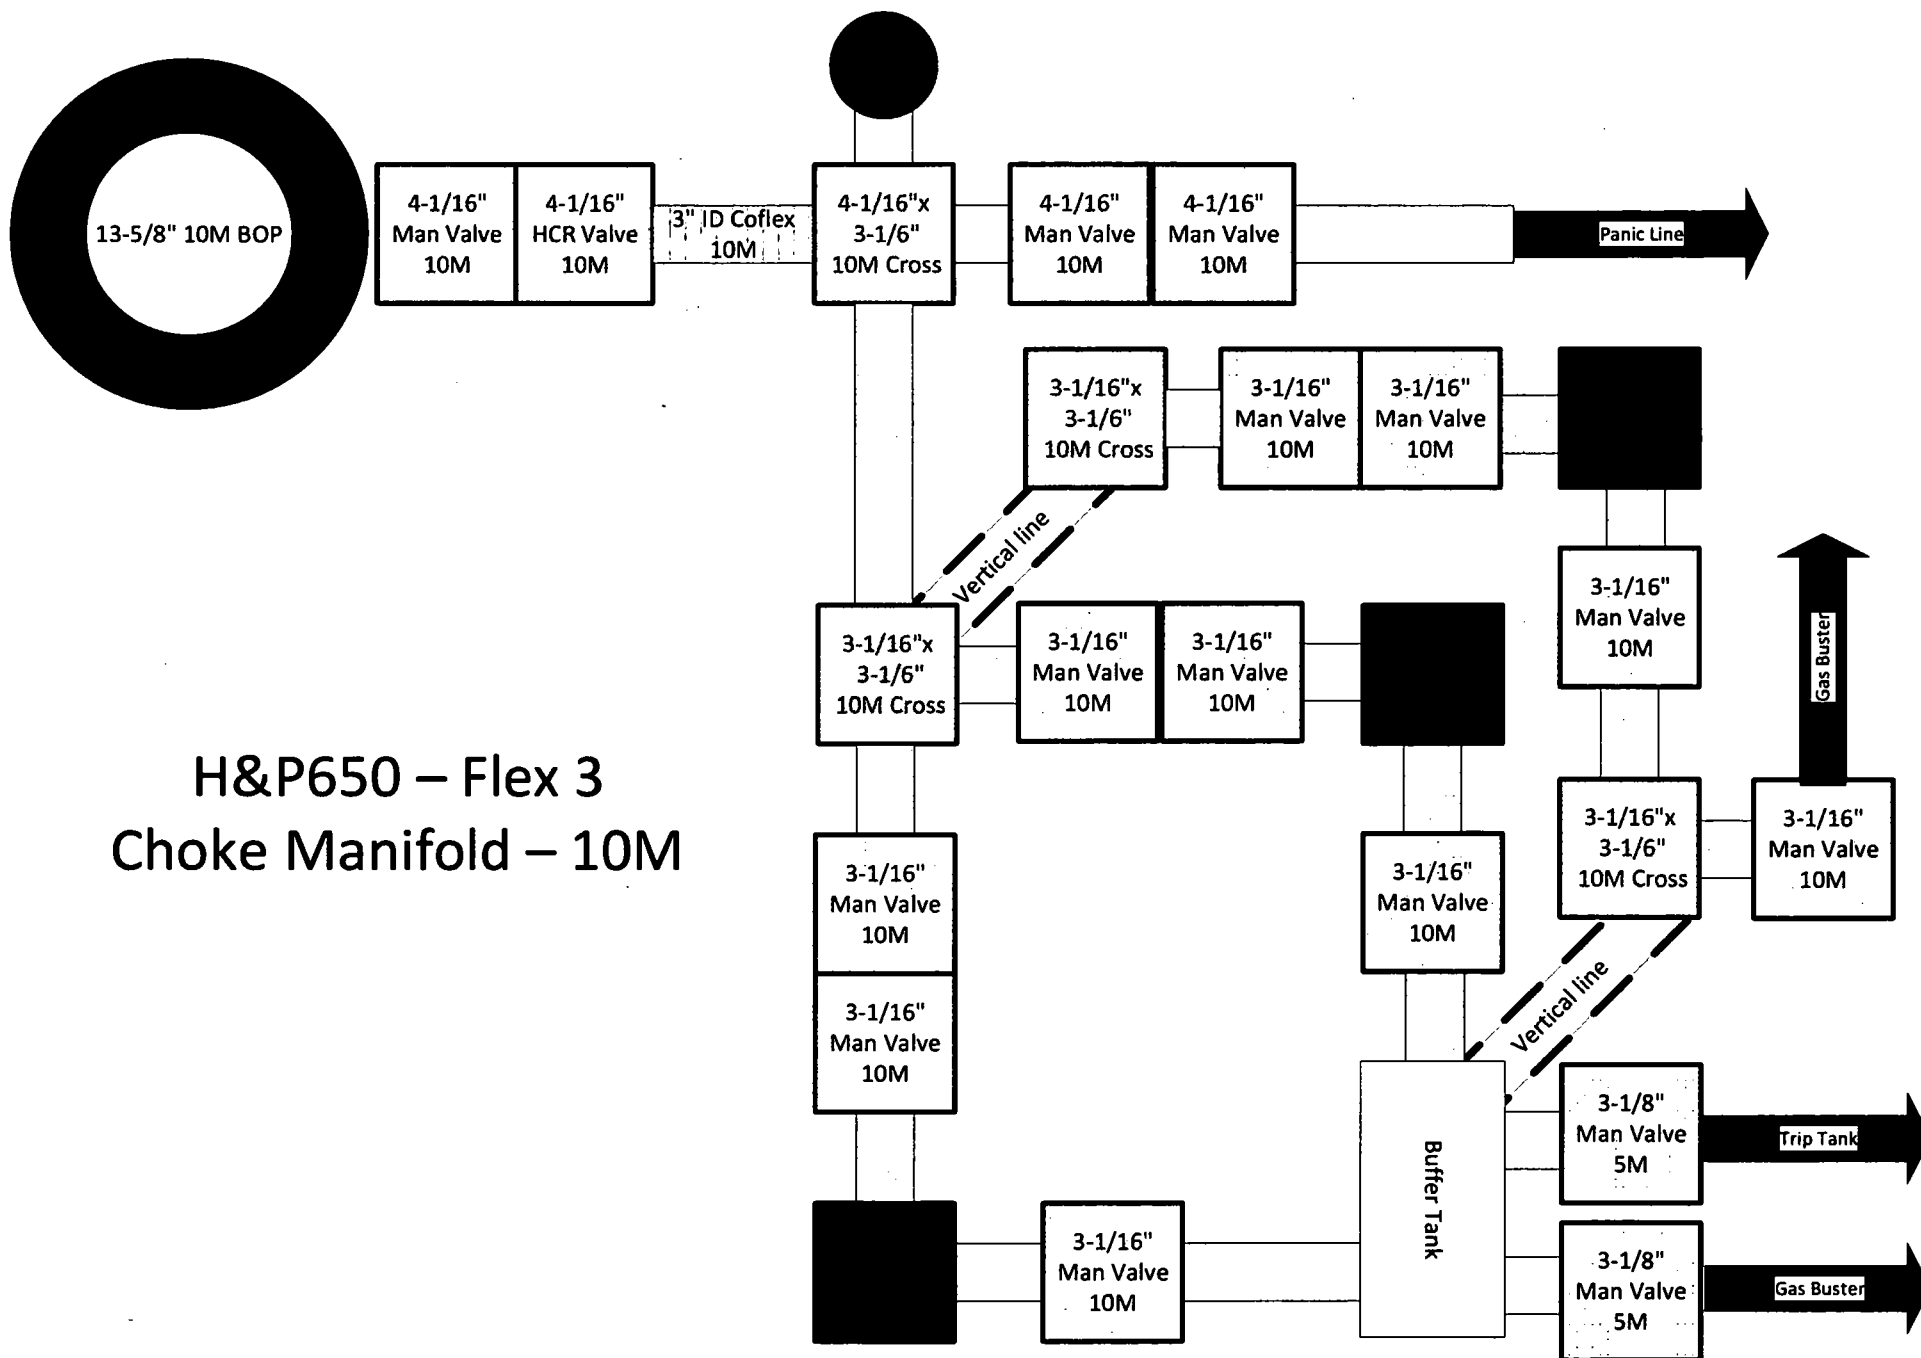 13-5/8" 10M BOP
4-1/16"
Man Valve
10M
4-1/16"
HCR Valve
10M
3" ID Coflex
10M
4-1/16"x
3-1/6"
10M Cross
4-1/16"
Man Valve
10M
4-1/16"
Man Valve
10M
Panic Line
3-1/16"x
3-1/6"
10M Cross
3-1/16"
Man Valve
10M
3-1/16"
Man Valve
10M
Vertical line
3-1/16"
Man Valve
10M
Gas Buster
3-1/16"x
3-1/6"
10M Cross
3-1/16"
Man Valve
10M
3-1/16"
Man Valve
10M
H&P650 – Flex 3
Choke Manifold – 10M
3-1/16"
Man Valve
10M
3-1/16"
Man Valve
10M
3-1/16"
Man Valve
10M
3-1/16"x
3-1/6"
10M Cross
3-1/16"
Man Valve
10M
Vertical line
Buffer Tank
3-1/8"
Man Valve
5M
Trip Tank
3-1/16"
Man Valve
10M
3-1/8"
Man Valve
5M
Gas Buster